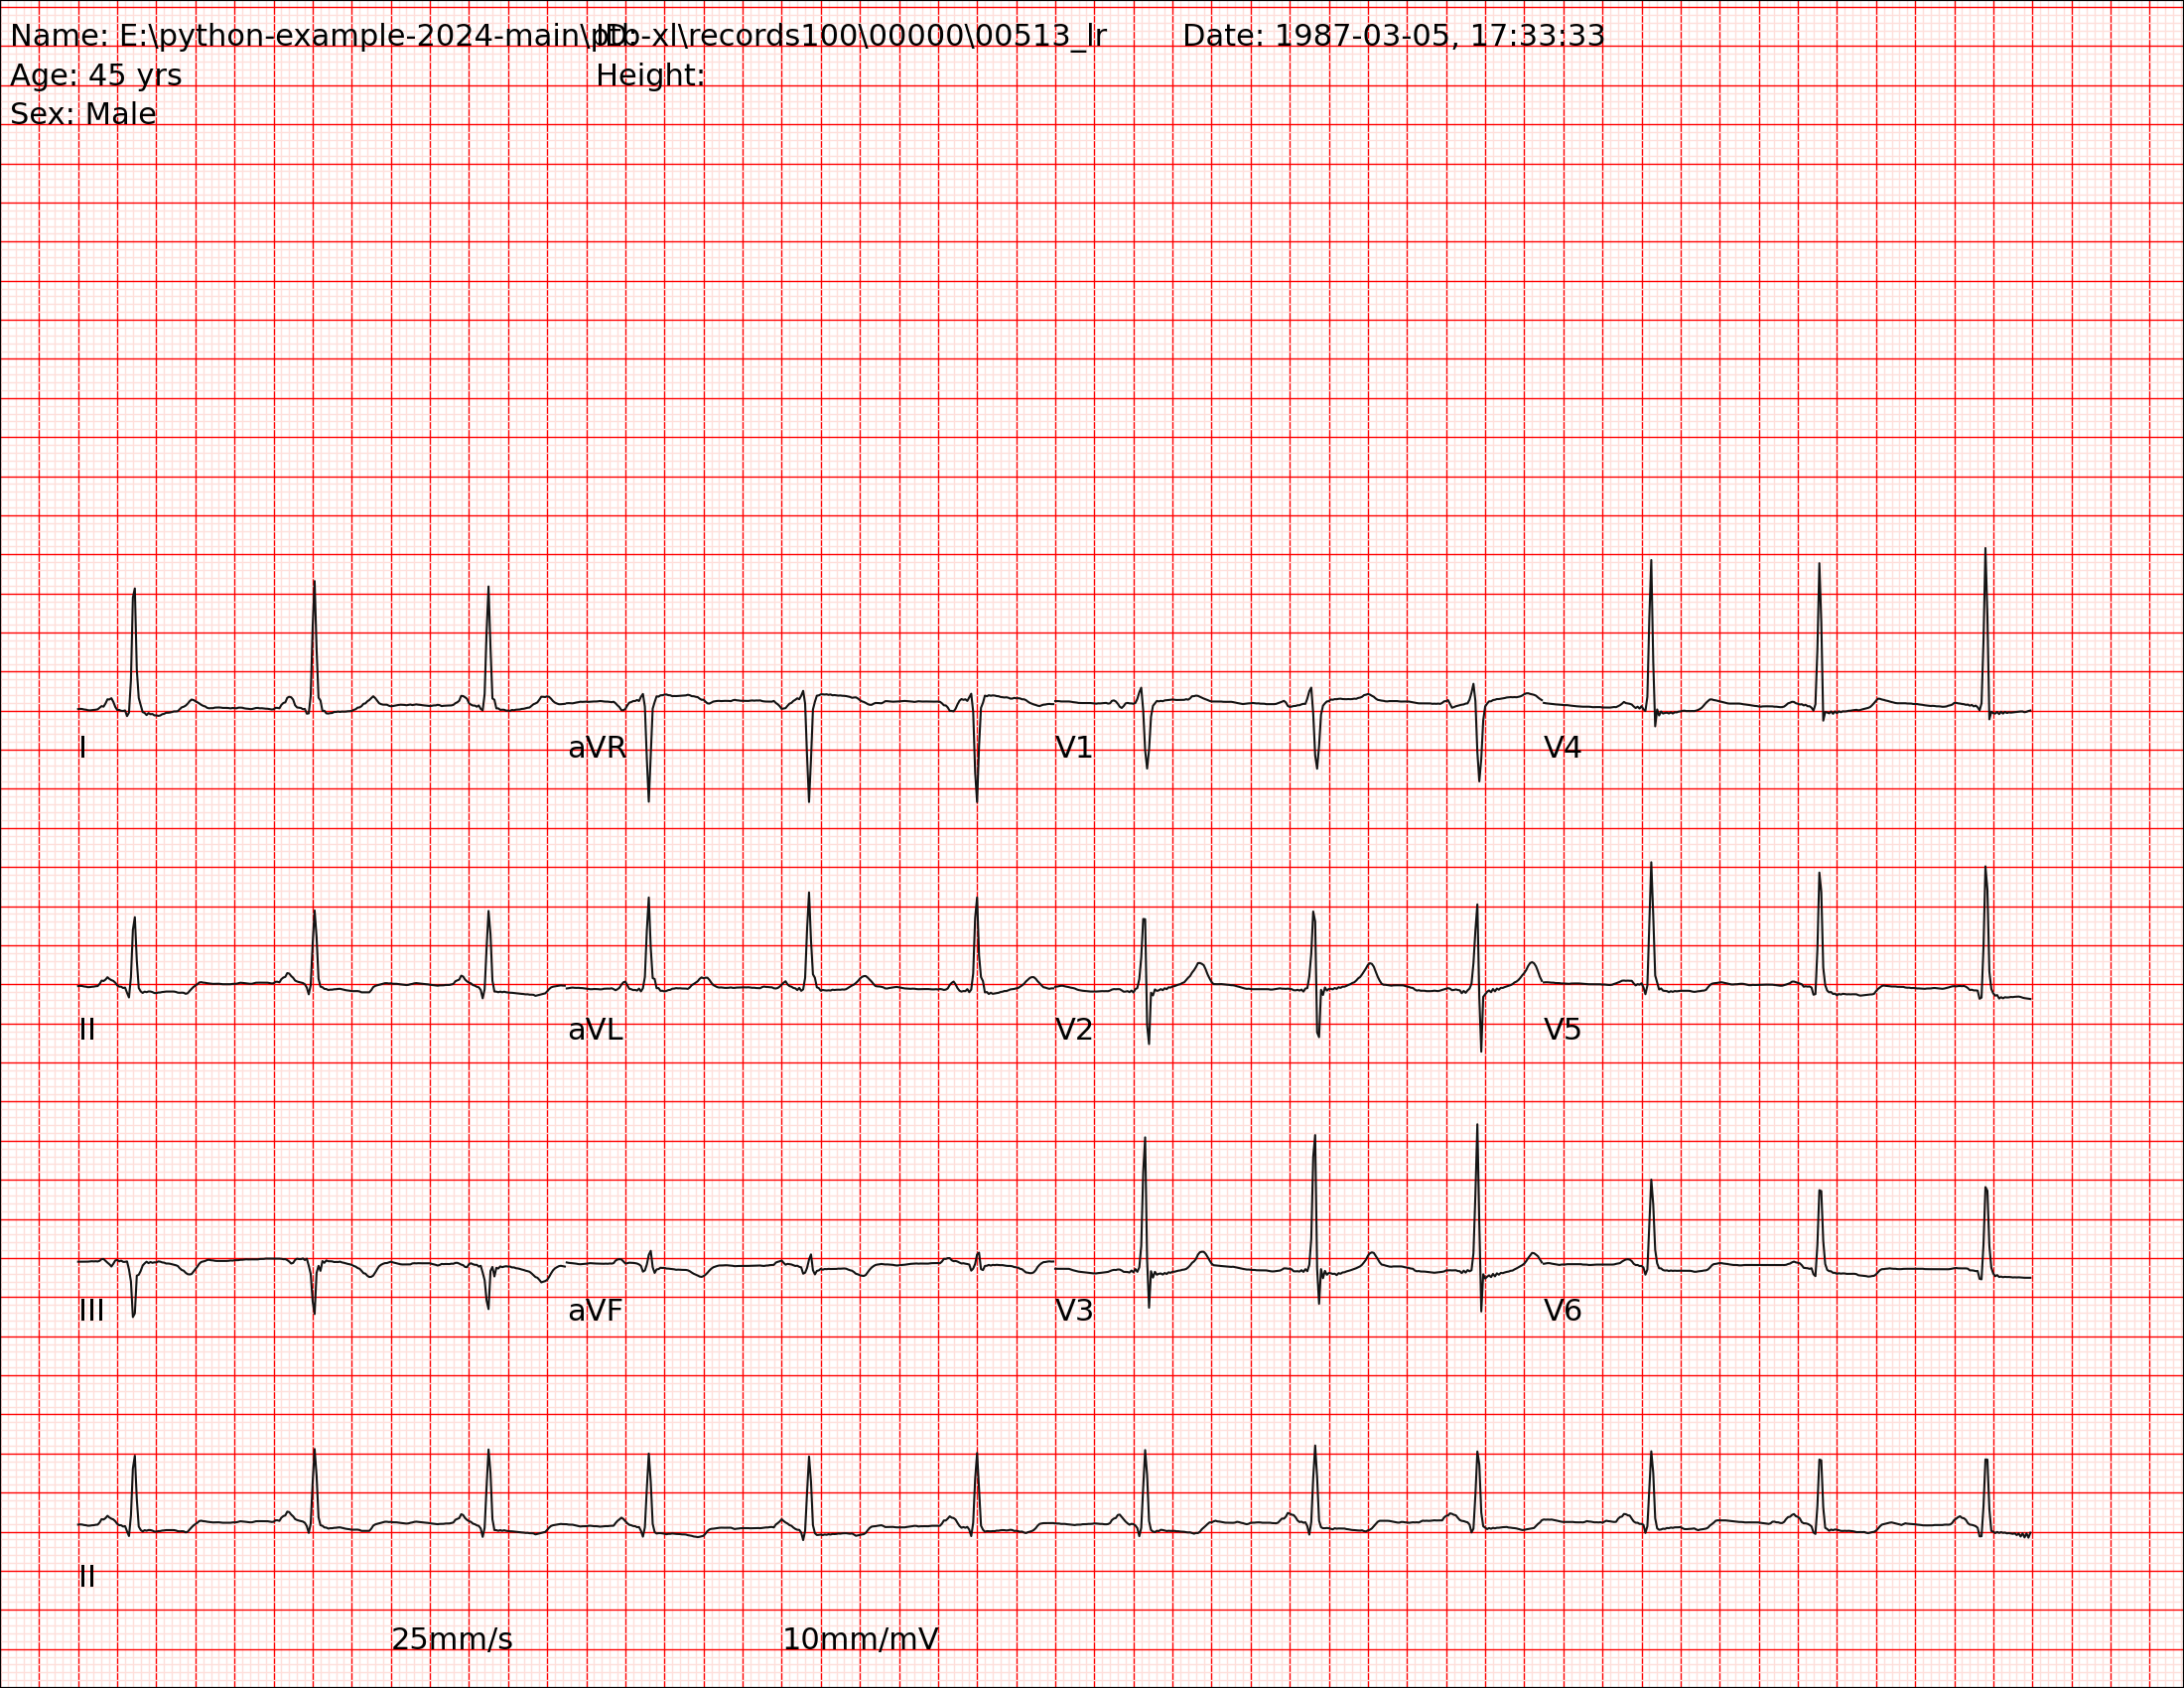 Name: E:\python-example-2024-main\ptb-xl\records100\00000\00513_lr ID: Date: 1987-03-05, 17:33:33
Age: 45 yrs Height:
Sex: Male
I aVR V1 V4
II aVL V2 V5
III aVF V3 V6
II
25mm/s 10mm/mV